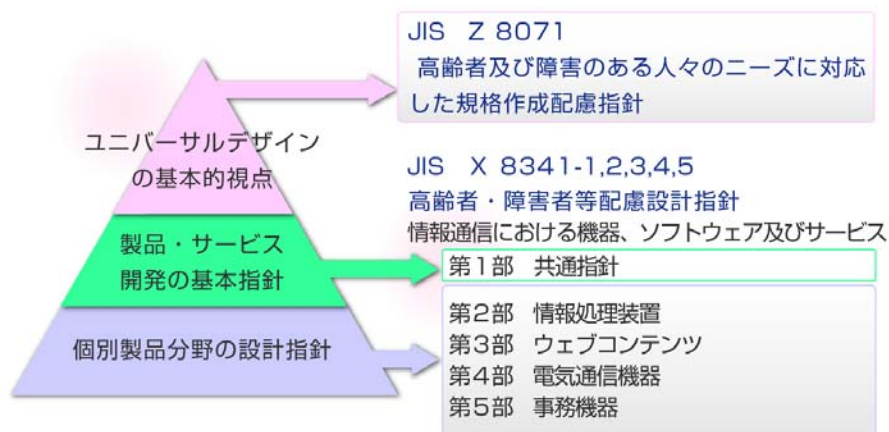 JIS Z 8071
高齢者及び障害のある人々のニーズに対応
した規格作成配慮指針
ユニバーサルデザイン
の基本的視点
JIS X 8341-1,2,3,4,5
高齢者・障害者等配慮設計指針
情報通信における機器、ソフトウェア及びサービス
製品・サービス
開発の基本指針
第1部 共通指針
個別製品分野の設計指針
第2部 情報処理装置
第3部 ウェブコンテンツ
第4部 電気通信機器
第5部 事務機器